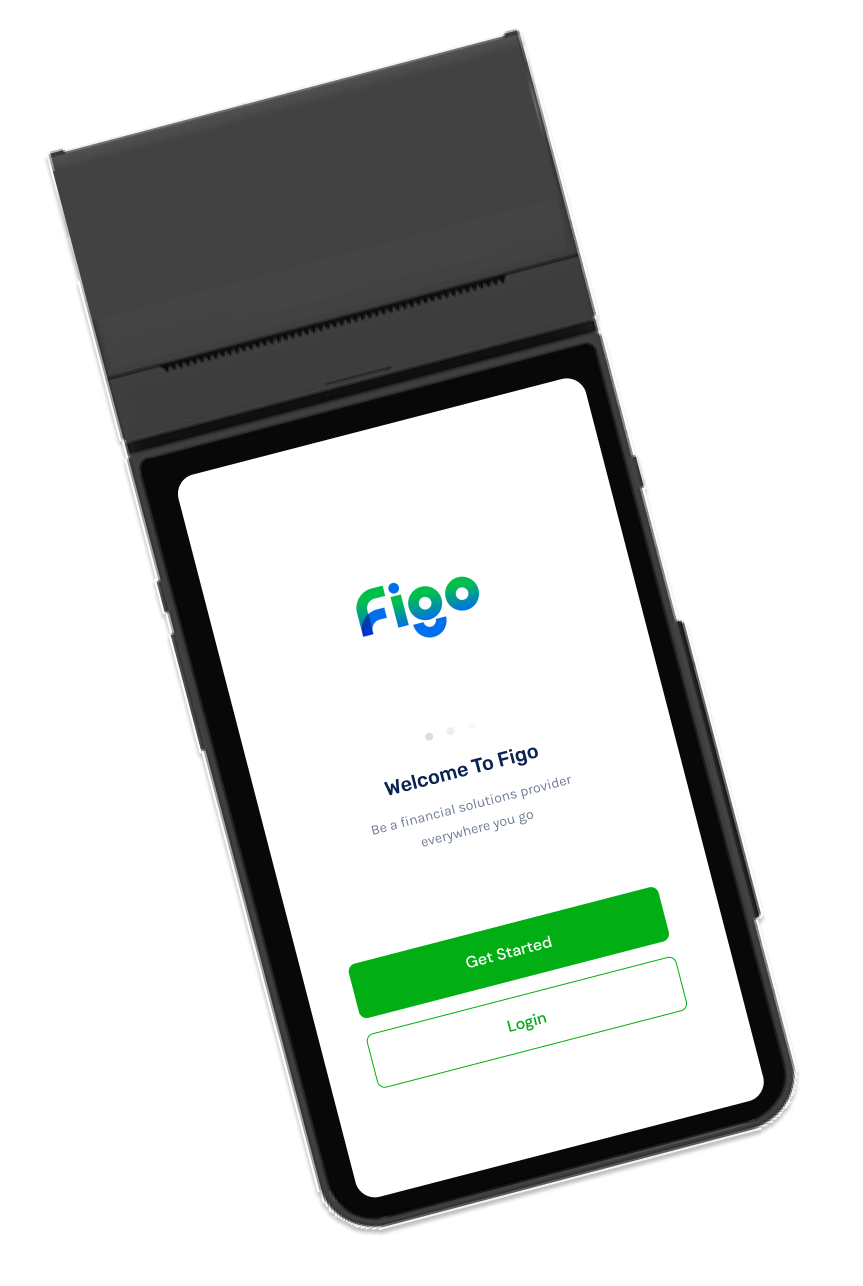 Figo
Welcome To Figo
Be a financial solutions provider
everywhere you go
Get Started
Login